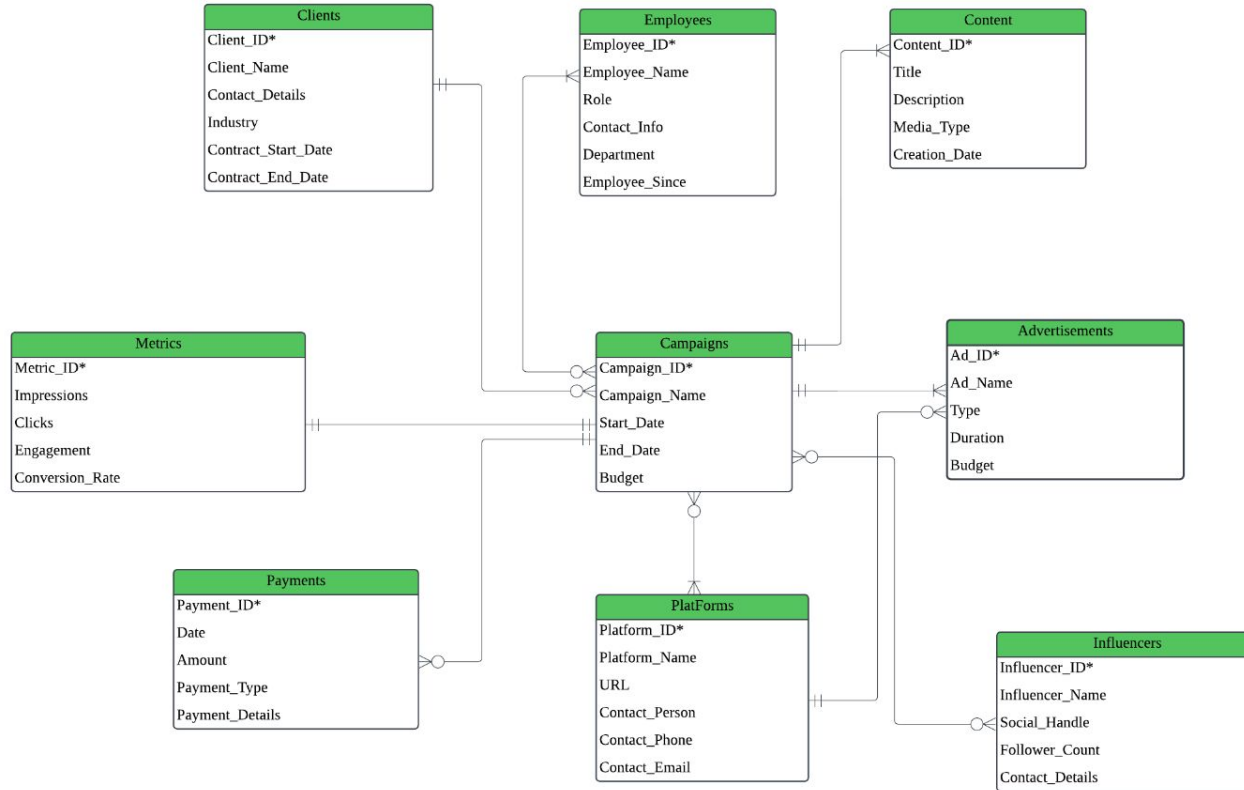 Clients
Client_ID*
Client_Name
Contact_Details
Industry
Contract_Start_Date
Contract_End_Date
Employees
Employee_ID*
Employee_Name
Role
Contact_Info
Department
Employee_Since
Content
Content_ID*
Title
Description
Media_Type
Creation_Date
Metrics
Metric_ID*
Impressions
Clicks
Engagement
Conversion_Rate
Campaigns
Campaign_ID*
Campaign_Name
Start_Date
End_Date
Budget
Advertisements
Ad_ID*
Ad_Name
Type
Duration
Budget
Payments
Payment_ID*
Date
Amount
Payment_Type
Payment_Details
PlatForms
Platform_ID*
Platform_Name
URL
Contact_Person
Contact_Phone
Contact_Email
Influencers
Influencer_ID*
Influencer_Name
Social_Handle
Follower_Count
Contact_Details